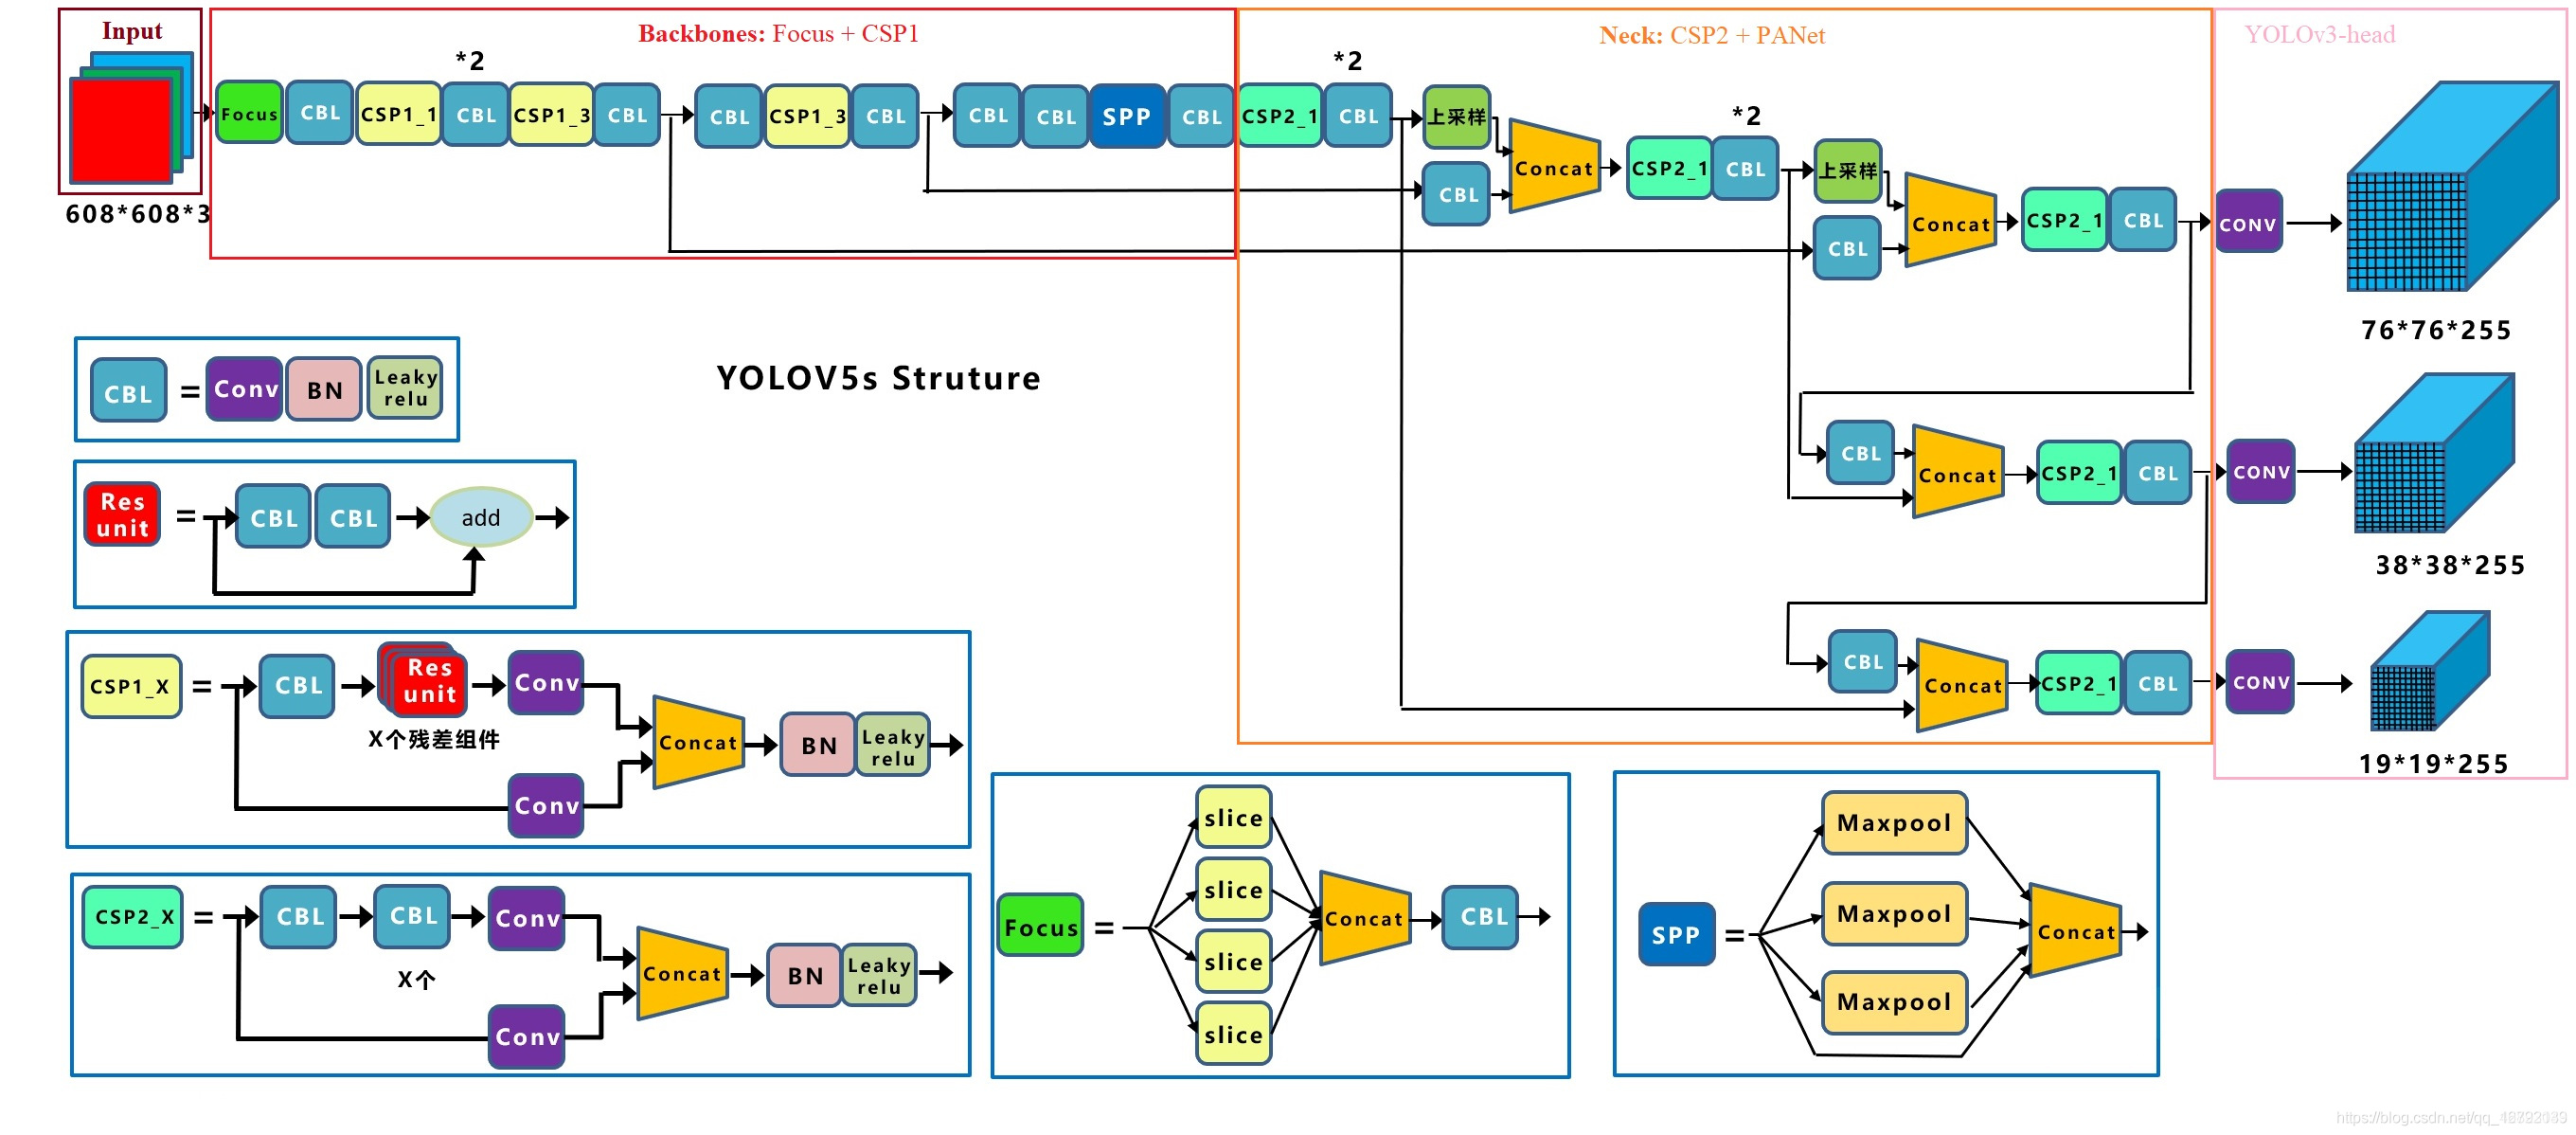 Input
Backbones: Focus + CSP1
Neck: CSP2 + PANet
YOLOv3-head
*2
*2
*2
Focus
CBL
CSP1_1
CBL
CSP1_3
CBL
CBL
CSP1_3
CBL
CBL
CBL
SPP
CBL
CSP2_1
CBL
上采样
CBL
Concat
CSP2_1
CBL
上采样
CBL
Concat
CSP2_1
CBL
CONV
608*608*3
76*76*255
YOLOV5s Struture
CBL
Concat
CSP2_1
CBL
CONV
38*38*255
CBL
Concat
CSP2_1
CBL
CONV
19*19*255
CBL
=
Conv
BN
Leaky
relu
Res
unit
=
CBL
CBL
add
CSP1_X
=
CBL
Res
unit
X个残差组件
Conv
Conv
Concat
BN
Leaky
relu
CSP2_X
=
CBL
CBL
X个
Conv
Conv
Concat
BN
Leaky
relu
Focus
=
slice
slice
slice
slice
Concat
CBL
SPP
=
Maxpool
Maxpool
Maxpool
Concat